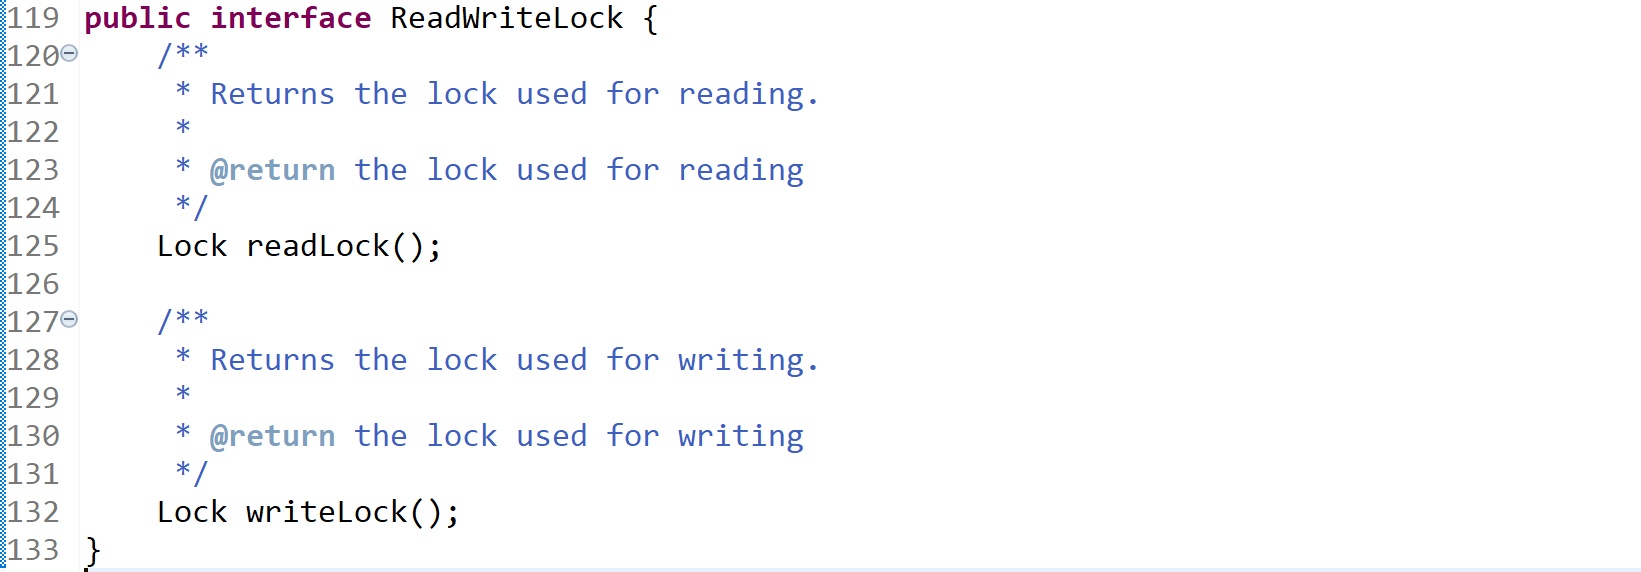 119 public interface ReadWriteLock {
120 /**
121 * Returns the lock used for reading.
122 *
123 * @return the lock used for reading
124 */
125 Lock readLock();
126
127 /**
128 * Returns the lock used for writing.
129 *
130 * @return the lock used for writing
131 */
132 Lock writeLock();
133 }